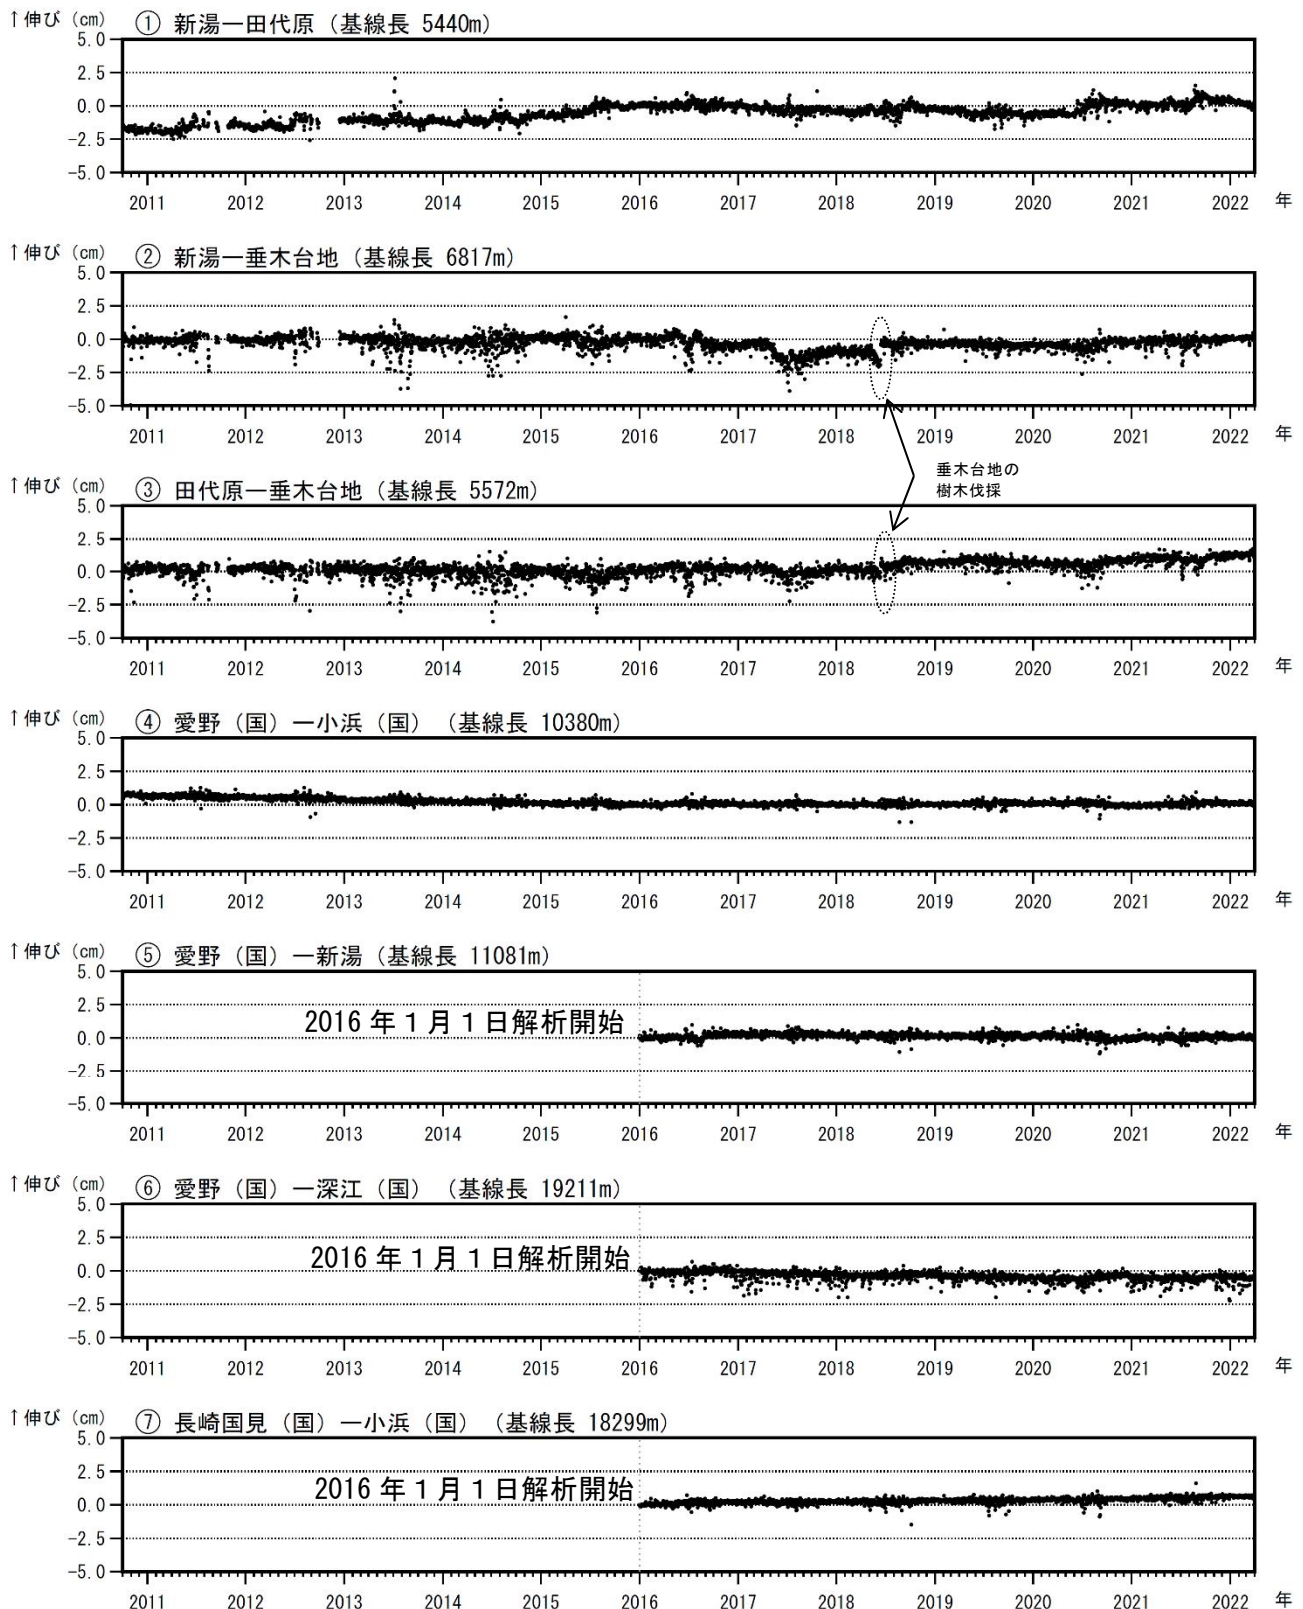 ↑伸び (cm) ① 新湯―田代原（基線長 5440m）
5.0
2.5
0.0
-2.5
-5.0
2011 2012 2013 2014 2015 2016 2017 2018 2019 2020 2021 2022 年
↑伸び (cm) ② 新湯―垂木台地（基線長 6817m）
5.0
2.5
0.0
-2.5
-5.0
2011 2012 2013 2014 2015 2016 2017 2018 2019 2020 2021 2022 年
垂木台地の
樹木伐採
↑伸び (cm) ③ 田代原―垂木台地（基線長 5572m）
5.0
2.5
0.0
-2.5
-5.0
2011 2012 2013 2014 2015 2016 2017 2018 2019 2020 2021 2022 年
↑伸び (cm) ④ 愛野（国）―小浜（国）（基線長 10380m）
5.0
2.5
0.0
-2.5
-5.0
2011 2012 2013 2014 2015 2016 2017 2018 2019 2020 2021 2022 年
↑伸び (cm) ⑤ 愛野（国）―新湯（基線長 11081m）
5.0
2.5
2016年１月１日解析開始
0.0
-2.5
-5.0
2011 2012 2013 2014 2015 2016 2017 2018 2019 2020 2021 2022 年
↑伸び (cm) ⑥ 愛野（国）―深江（国）（基線長 19211m）
5.0
2.5
2016年１月１日解析開始
0.0
-2.5
-5.0
2011 2012 2013 2014 2015 2016 2017 2018 2019 2020 2021 2022 年
↑伸び (cm) ⑦ 長崎国見（国）―小浜（国）（基線長 18299m）
5.0
2.5
2016年１月１日解析開始
0.0
-2.5
-5.0
2011 2012 2013 2014 2015 2016 2017 2018 2019 2020 2021 2022 年